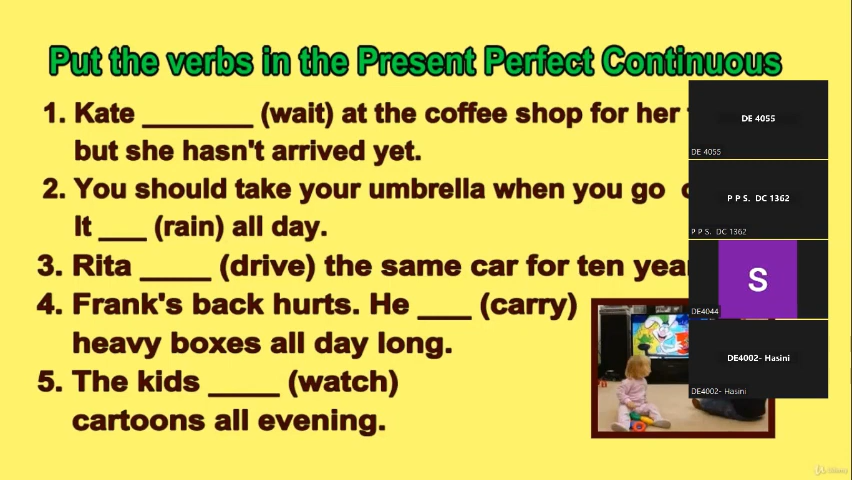 Put the verbs in the Present Perfect Continuous
1. Kate ________ (wait) at the coffee shop for her
but she hasn't arrived yet.
2. You should take your umbrella when you go
It ___ (rain) all day.
3. Rita _____ (drive) the same car for ten
4. Frank's back hurts. He ___ (carry)
heavy boxes all day long.
5. The kids _____ (watch)
cartoons all evening.
DE 4055
DE 4055
P P S. DC 1362
P P S. DC 1362
S
DE4044
DE4002- Hasini
DE4002- Hasini